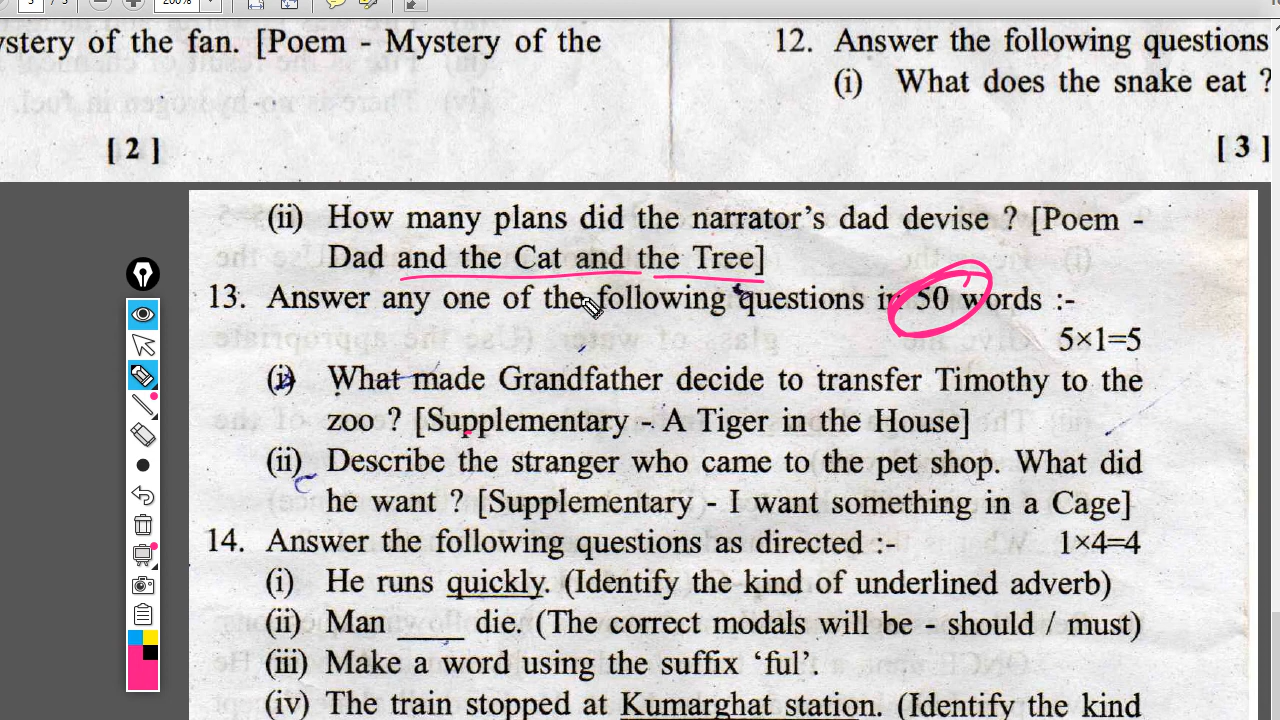 200%
ystery of the fan. [Poem - Mystery of the
[ 2 ]
12. Answer the following questions
(i) What does the snake eat ?
[ 3 ]
(ii) How many plans did the narrator's dad devise ? [Poem -
Dad and the Cat and the Tree]
13. Answer any one of the following questions in 50 words :-
5×1=5
(i) What made Grandfather decide to transfer Timothy to the
zoo ? [Supplementary - A Tiger in the House]
(ii) Describe the stranger who came to the pet shop. What did
he want ? [Supplementary - I want something in a Cage]
14. Answer the following questions as directed :- 1×4=4
(i) He runs quickly. (Identify the kind of underlined adverb)
(ii) Man ____ die. (The correct modals will be - should / must)
(iii) Make a word using the suffix 'ful'.
(iv) The train stopped at Kumarghat station. (Identify the kind